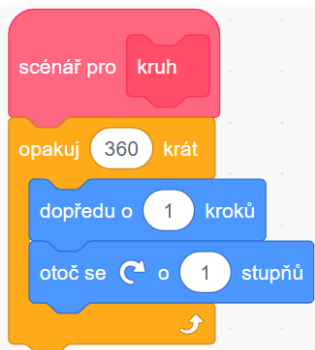 scénář pro kruh
opakuj 360 krát
dopředu o 1 kroků
otoč se o 1 stupňů